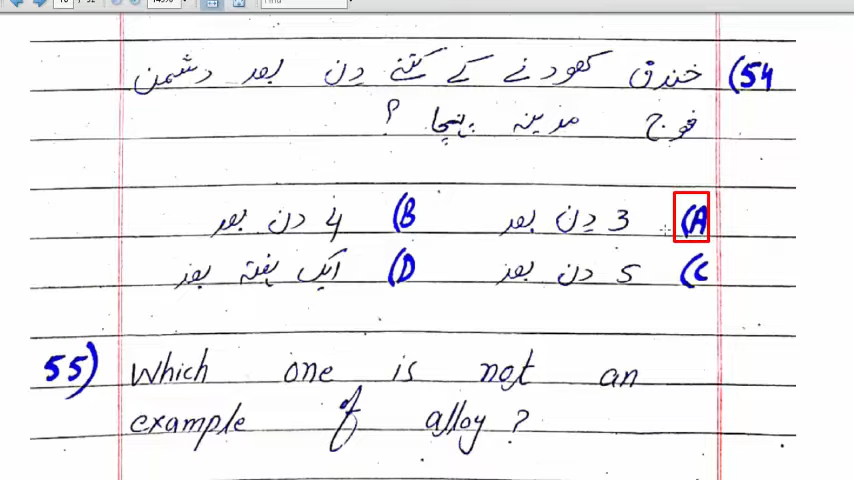 54) خندق کھودنے کے کتنے دن بعد دشمن
فوج مدینہ پہنچا ؟
A) 3 دن بعد B) 4 دن بعد
C) 5 دن بعد D) ایک ہفتہ بعد
55) Which one is not an
example of alloy ?